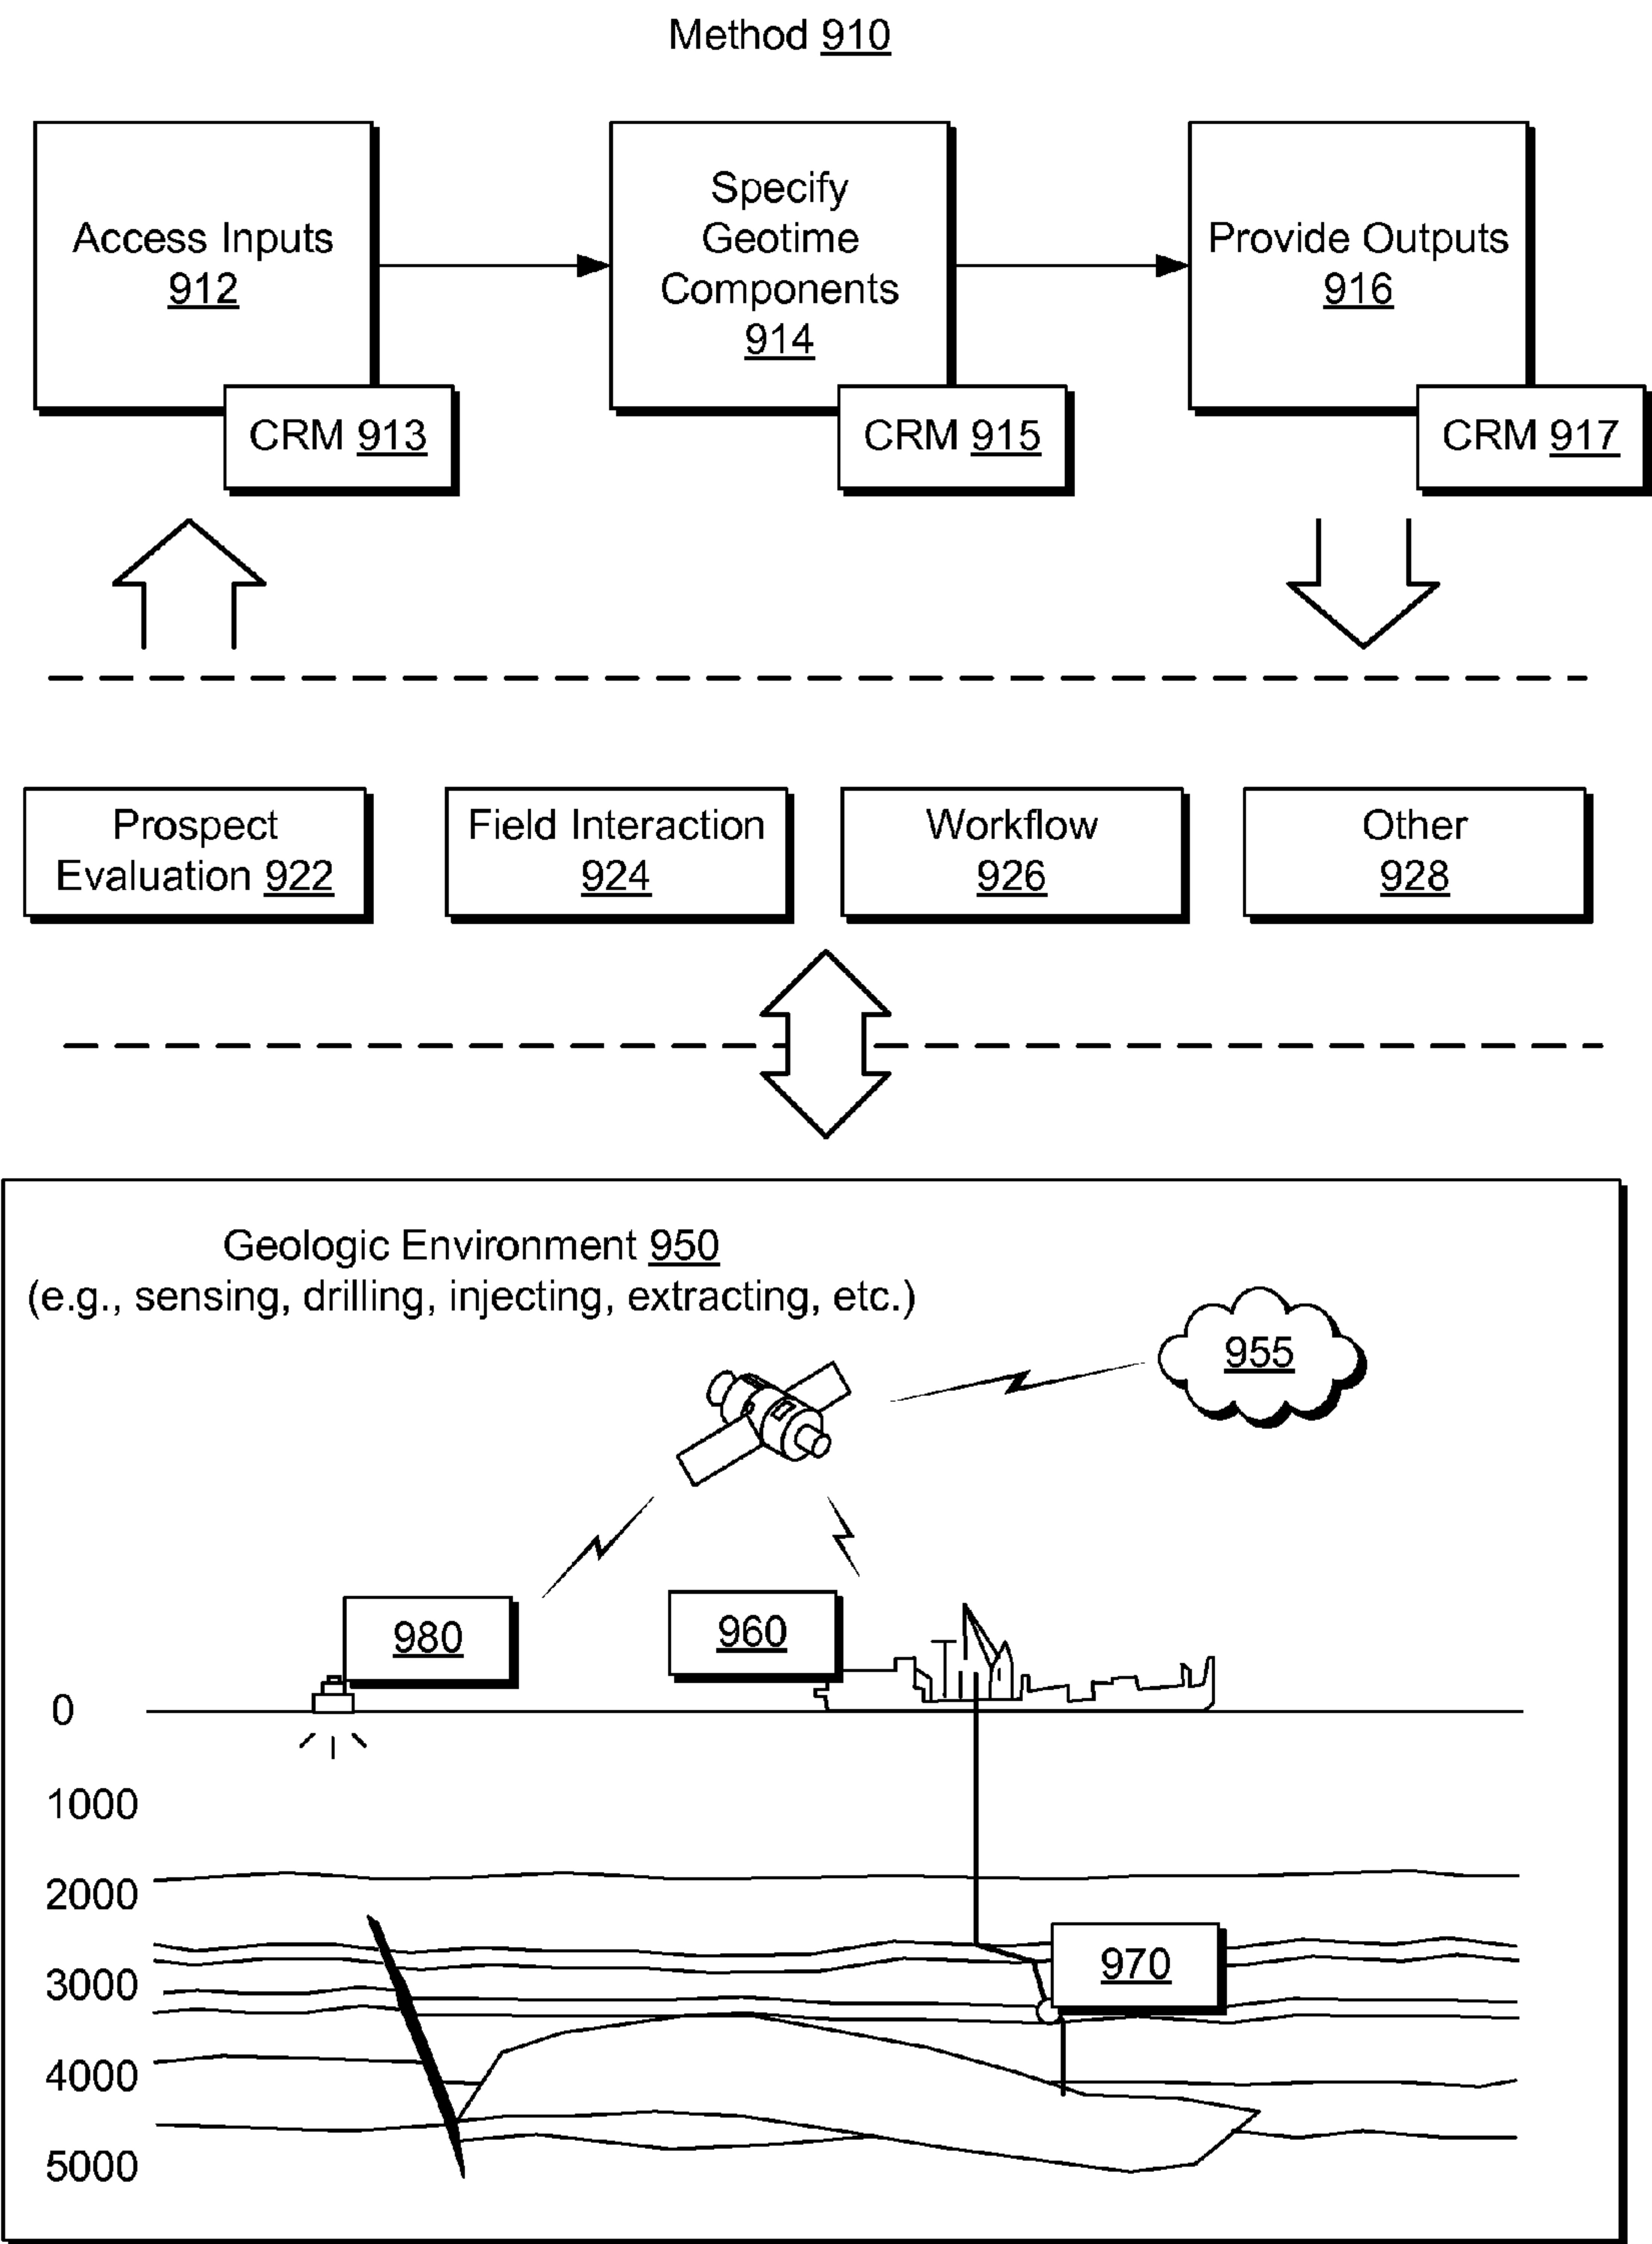 Method 910
Access Inputs
912
CRM 913
Specify
Geotime
Components
914
CRM 915
Provide Outputs
916
CRM 917
Prospect
Evaluation 922
Field Interaction
924
Workflow
926
Other
928
Geologic Environment 950
(e.g., sensing, drilling, injecting, extracting, etc.)
955
980
960
0
1000
2000
970
3000
4000
5000